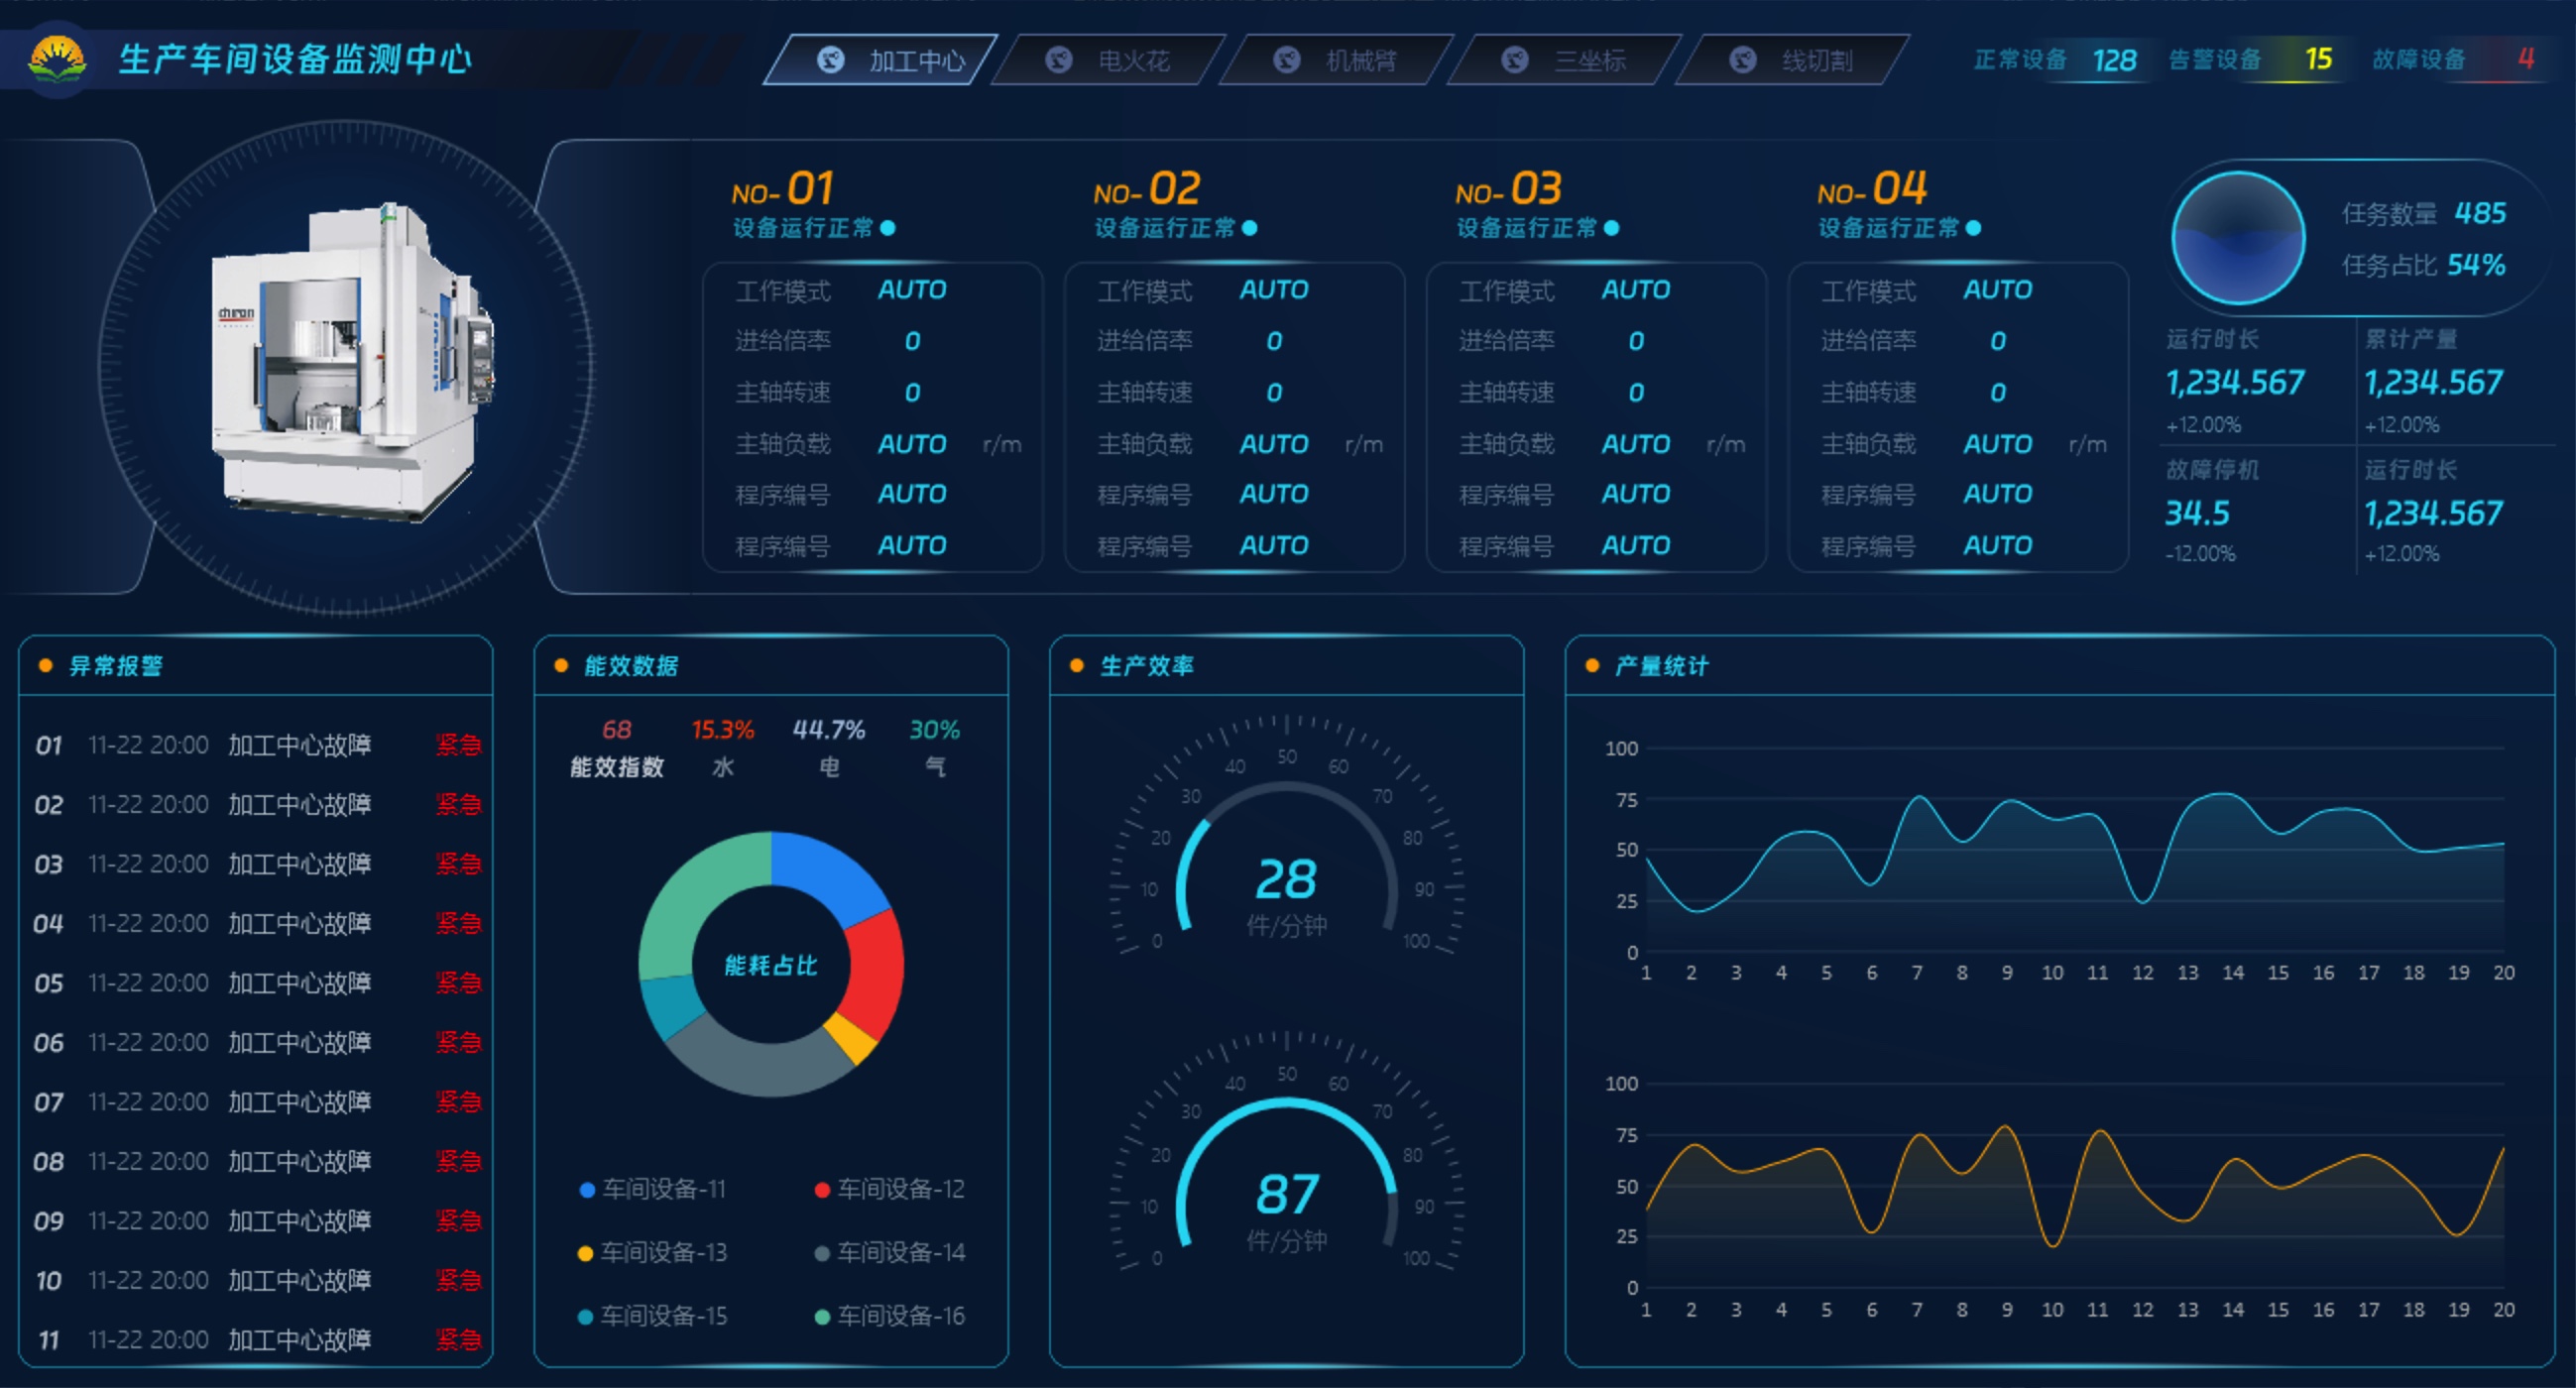 生产车间设备监测中心
加工中心
电火花
机械臂
三坐标
线切割
正常设备 128 告警设备 15 故障设备 4
chiron
NO-01
设备运行正常
工作模式 AUTO
进给倍率 0
主轴转速 0
主轴负载 AUTO r/m
程序编号 AUTO
程序编号 AUTO
NO-02
设备运行正常
工作模式 AUTO
进给倍率 0
主轴转速 0
主轴负载 AUTO r/m
程序编号 AUTO
程序编号 AUTO
NO-03
设备运行正常
工作模式 AUTO
进给倍率 0
主轴转速 0
主轴负载 AUTO r/m
程序编号 AUTO
程序编号 AUTO
NO-04
设备运行正常
工作模式 AUTO
进给倍率 0
主轴转速 0
主轴负载 AUTO r/m
程序编号 AUTO
程序编号 AUTO
任务数量 485
任务占比 54%
运行时长
1,234.567
+12.00%
累计产量
1,234.567
+12.00%
故障停机
34.5
-12.00%
运行时长
1,234.567
+12.00%
异常报警
01 11-22 20:00 加工中心故障 紧急
02 11-22 20:00 加工中心故障 紧急
03 11-22 20:00 加工中心故障 紧急
04 11-22 20:00 加工中心故障 紧急
05 11-22 20:00 加工中心故障 紧急
06 11-22 20:00 加工中心故障 紧急
07 11-22 20:00 加工中心故障 紧急
08 11-22 20:00 加工中心故障 紧急
09 11-22 20:00 加工中心故障 紧急
10 11-22 20:00 加工中心故障 紧急
11 11-22 20:00 加工中心故障 紧急
能效数据
68 15.3% 44.7% 30%
能效指数 水 电 气
能耗占比
车间设备-11 车间设备-12
车间设备-13 车间设备-14
车间设备-15 车间设备-16
生产效率
0 10 20 30 40 50 60 70 80 90 100
28
件/分钟
0 10 20 30 40 50 60 70 80 90 100
87
件/分钟
产量统计
100
75
50
25
0
1 2 3 4 5 6 7 8 9 10 11 12 13 14 15 16 17 18 19 20
100
75
50
25
0
1 2 3 4 5 6 7 8 9 10 11 12 13 14 15 16 17 18 19 20